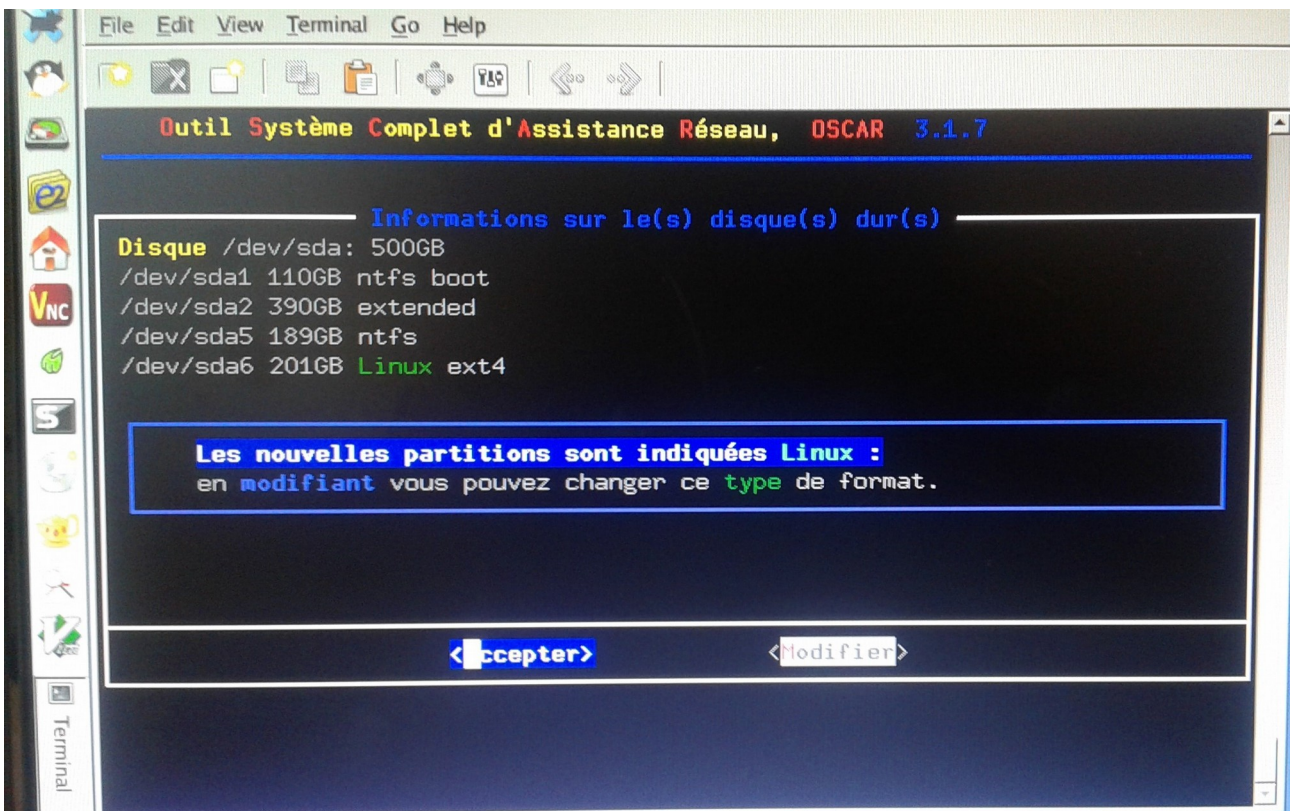 File Edit View Terminal Go Help
Outil Système Complet d'Assistance Réseau, OSCAR 3.1.7
Informations sur le(s) disque(s) dur(s)
Disque /dev/sda: 500GB
/dev/sda1 110GB ntfs boot
/dev/sda2 390GB extended
/dev/sda5 189GB ntfs
/dev/sda6 201GB Linux ext4
Les nouvelles partitions sont indiquées Linux :
en modifiant vous pouvez changer ce type de format.
< ccepter> <Modifier>
e2
VNC
S
Terminal